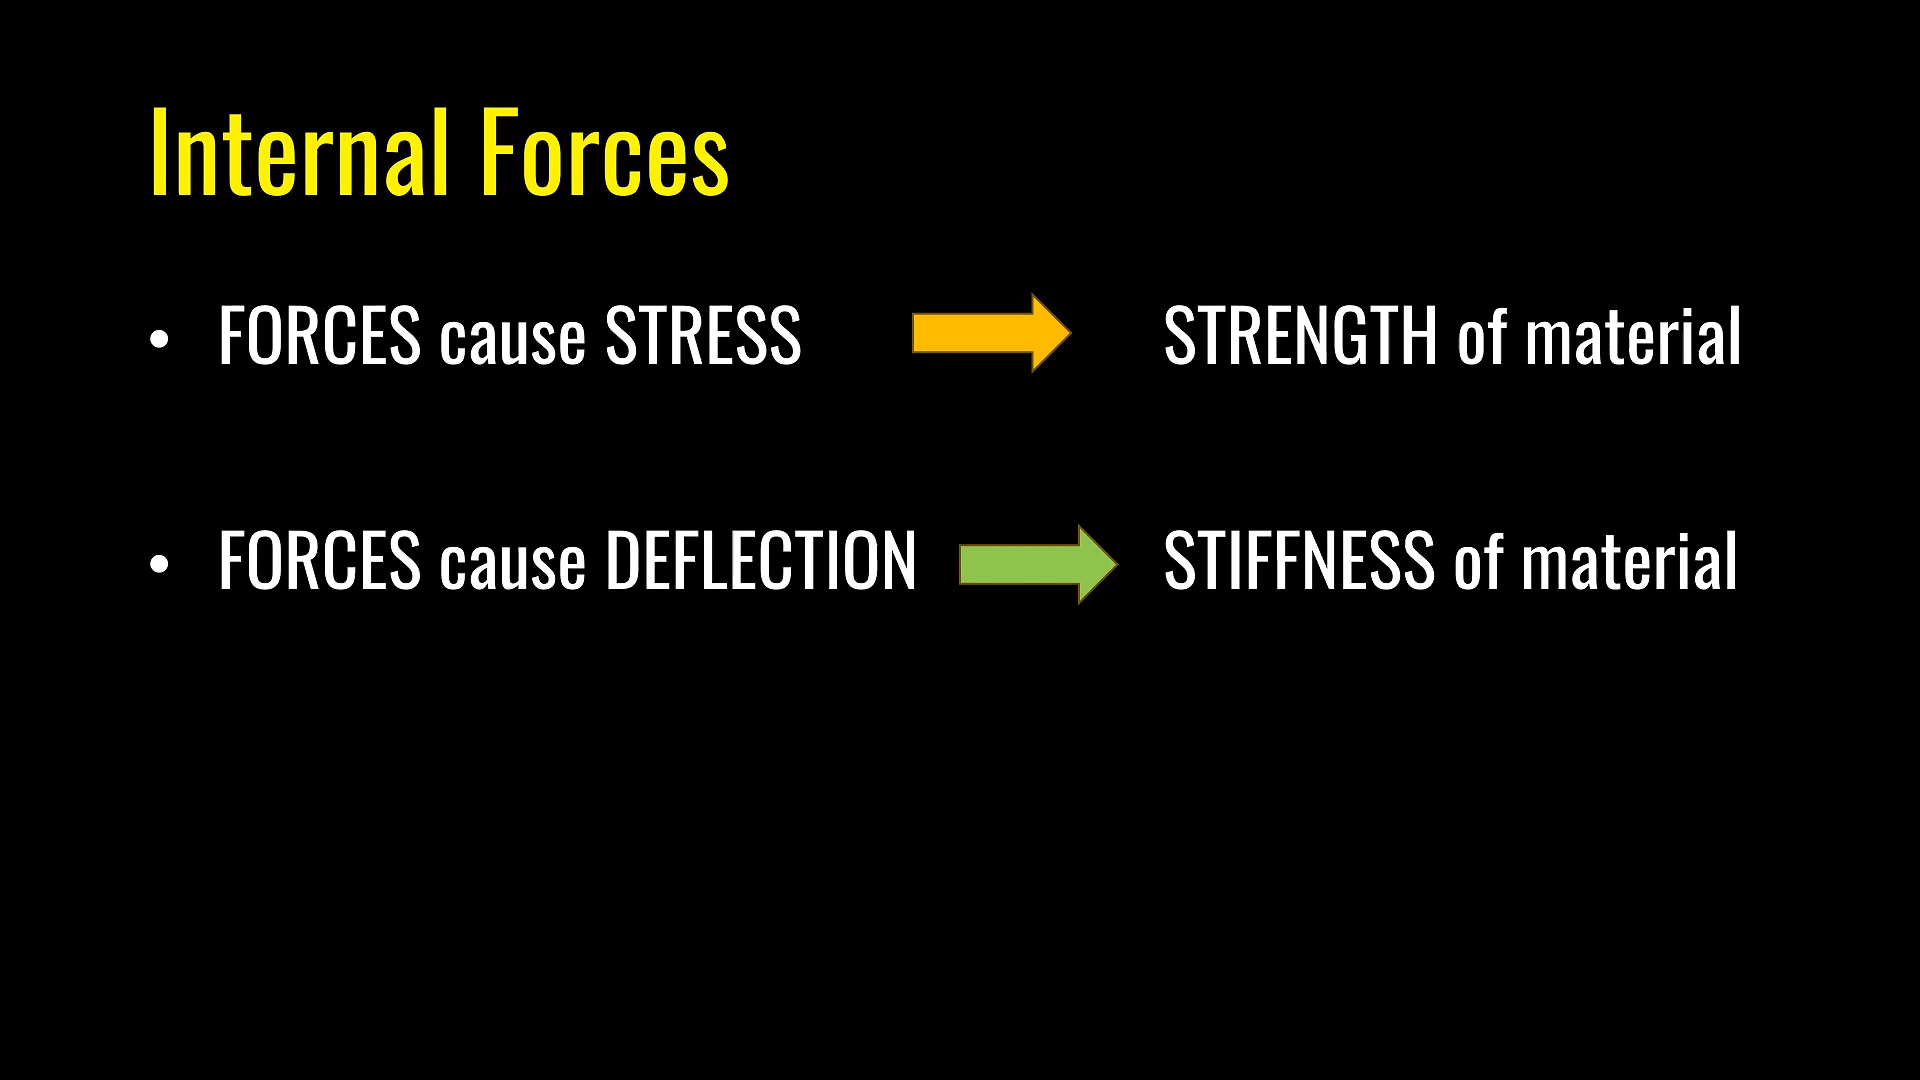 Internal Forces
• FORCES cause STRESS STRENGTH of material
• FORCES cause DEFLECTION STIFFNESS of material